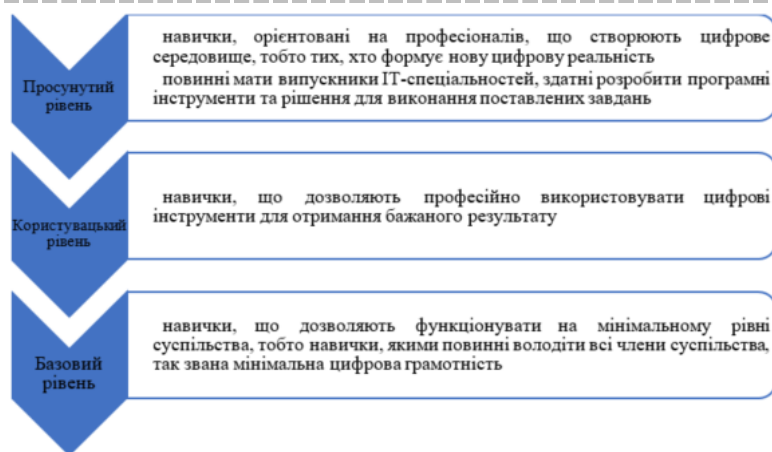 Просунутий
рівень
навички, орієнтовані на професіоналів, що створюють цифрове
середовище, тобто тих, хто формує нову цифрову реальність
повинні мати випускники ІТ-спеціальностей, здатні розробити програмні
інструменти та рішення для виконання поставлених завдань
Користувацький
рівень
навички, що дозволяють професійно використовувати цифрові
інструменти для отримання бажаного результату
Базовий
рівень
навички, що дозволяють функціонувати на мінімальному рівні
суспільства, тобто навички, якими повинні володіти всі члени суспільства,
так звана мінімальна цифрова грамотність